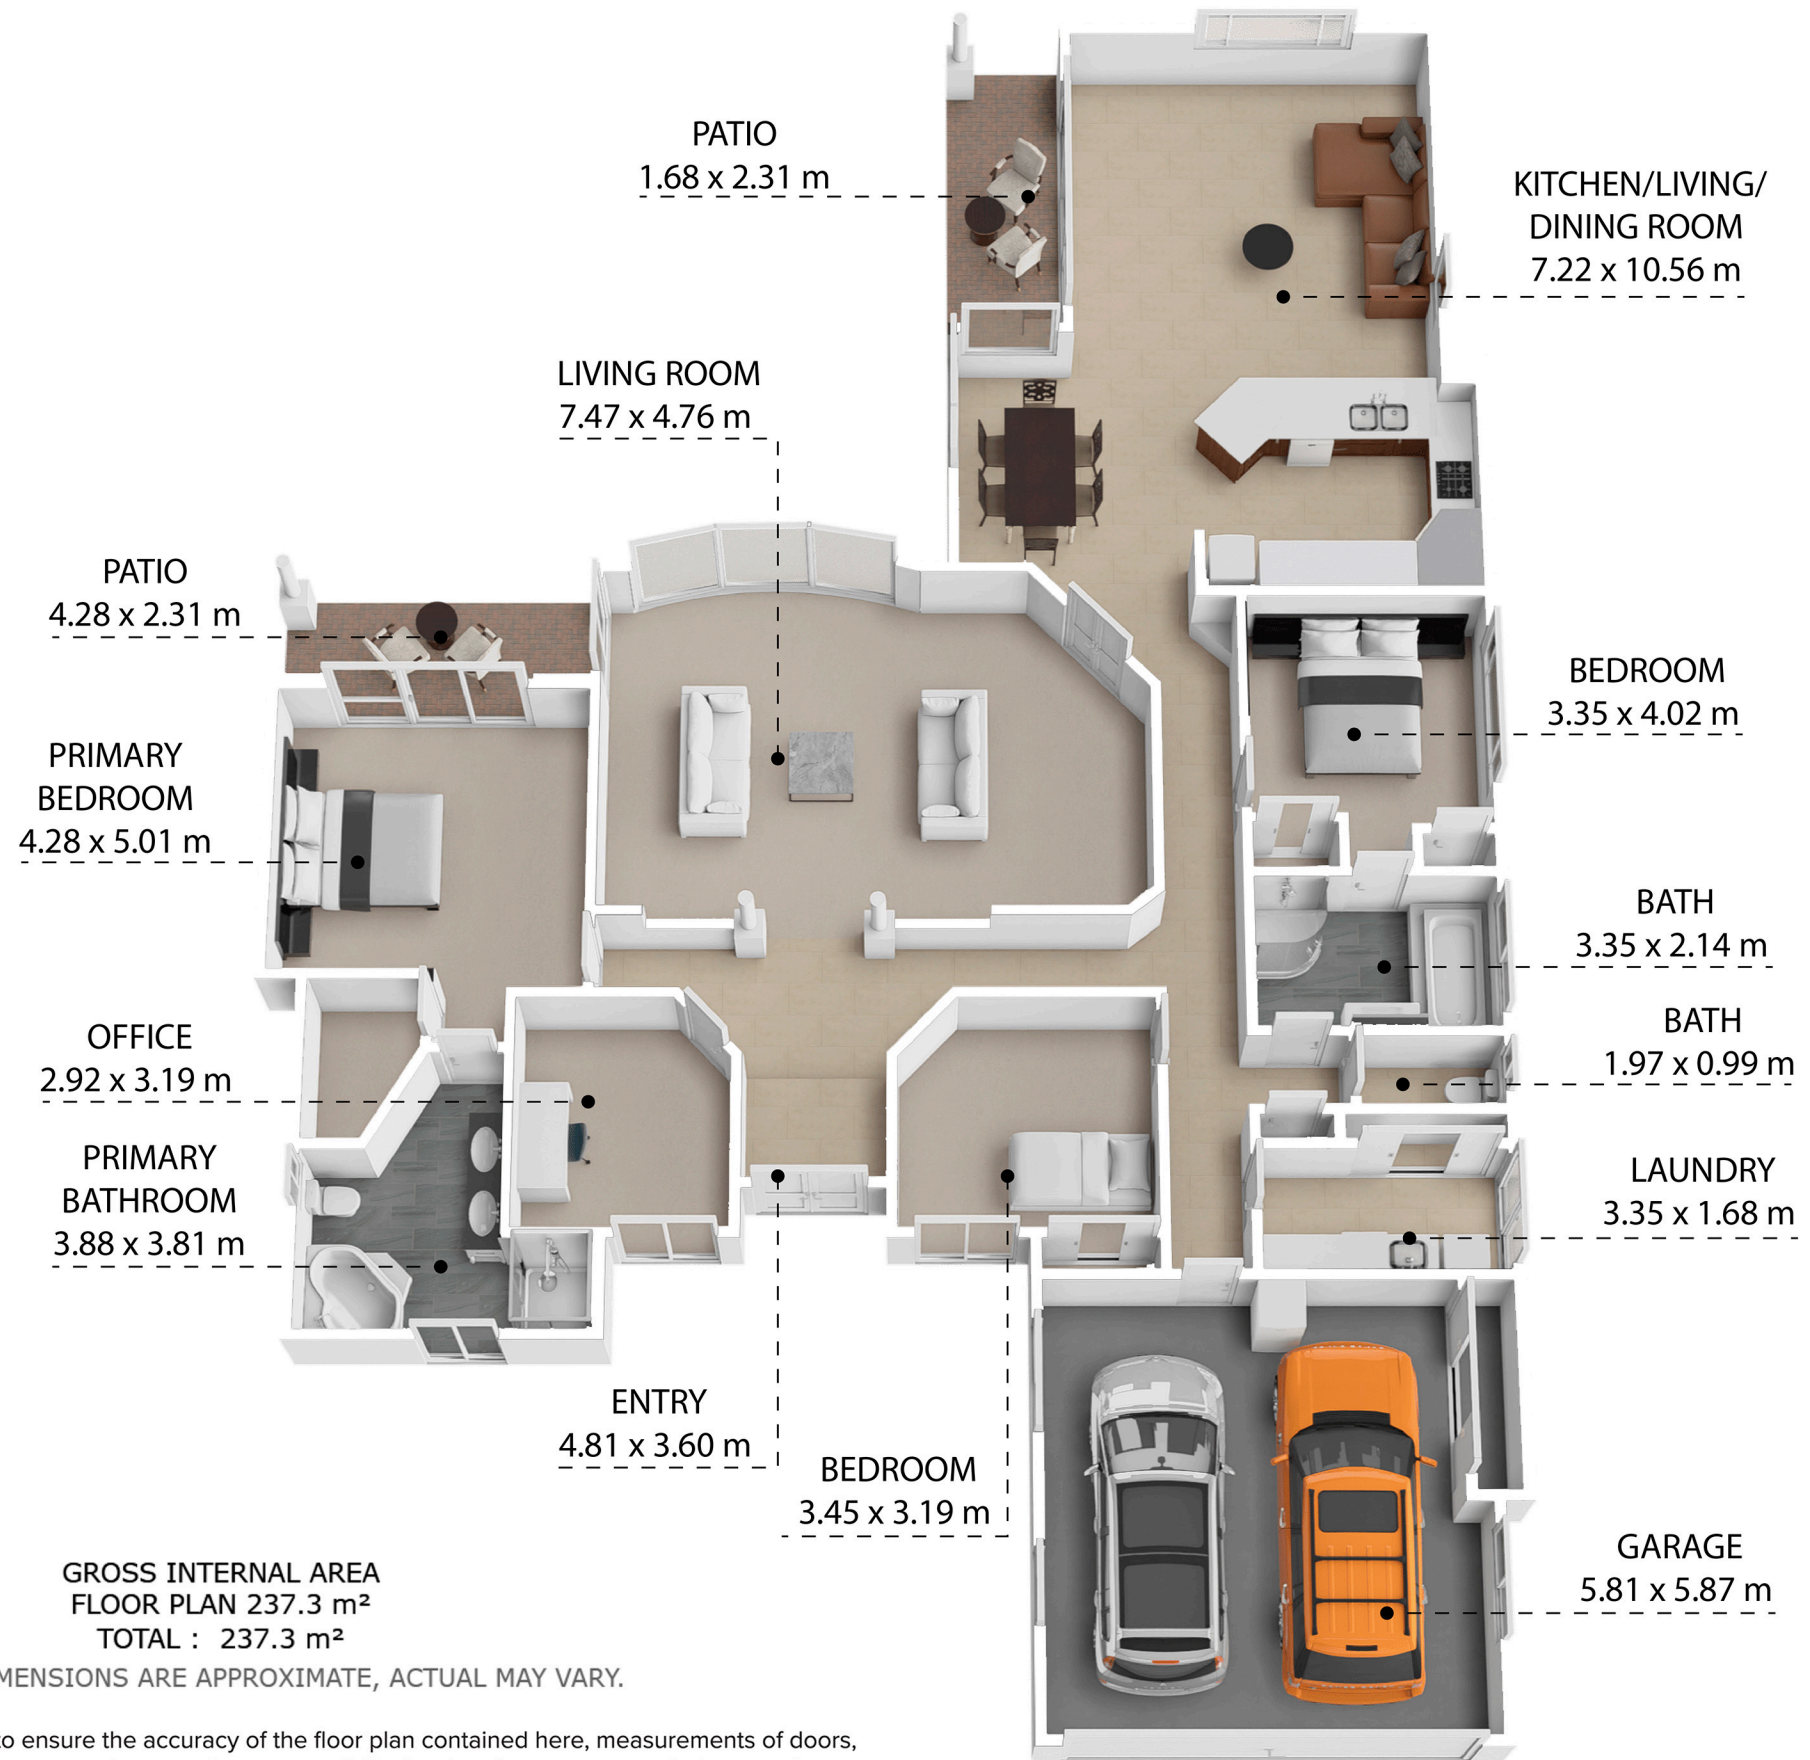 PATIO
1.68 x 2.31 m
KITCHEN/LIVING/
DINING ROOM
7.22 x 10.56 m
LIVING ROOM
7.47 x 4.76 m
PATIO
4.28 x 2.31 m
BEDROOM
3.35 x 4.02 m
PRIMARY
BEDROOM
4.28 x 5.01 m
BATH
3.35 x 2.14 m
OFFICE
2.92 x 3.19 m
BATH
1.97 x 0.99 m
PRIMARY
BATHROOM
3.88 x 3.81 m
LAUNDRY
3.35 x 1.68 m
ENTRY
4.81 x 3.60 m
BEDROOM
3.45 x 3.19 m
GARAGE
5.81 x 5.87 m
GROSS INTERNAL AREA
FLOOR PLAN 237.3 m²
TOTAL : 237.3 m²
MENSIONS ARE APPROXIMATE, ACTUAL MAY VARY.
to ensure the accuracy of the floor plan contained here, measurements of doors,